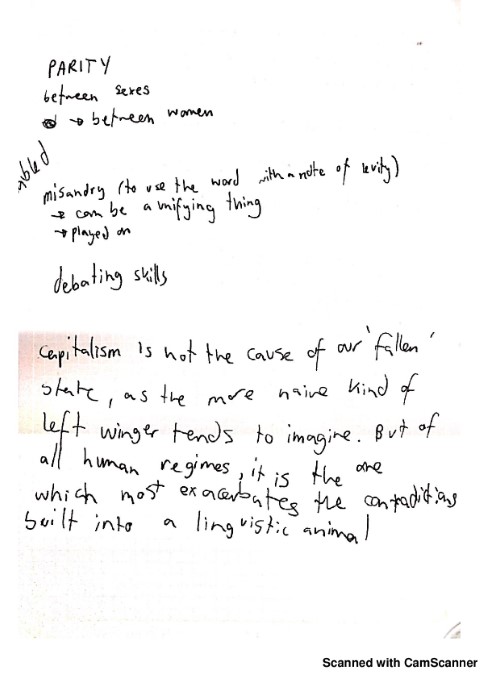 PARITY
between sexes
→ between women
misandry (to use the word with a note of levity)
→ can be a unifying thing
→ played on
debating skills
capitalism is not the cause of our 'fallen'
state, as the more naive kind of
left winger tends to imagine. But of
all human regimes, it is the one
which most exacerbates the contradictions
built into a linguistic animal
Scanned with CamScanner